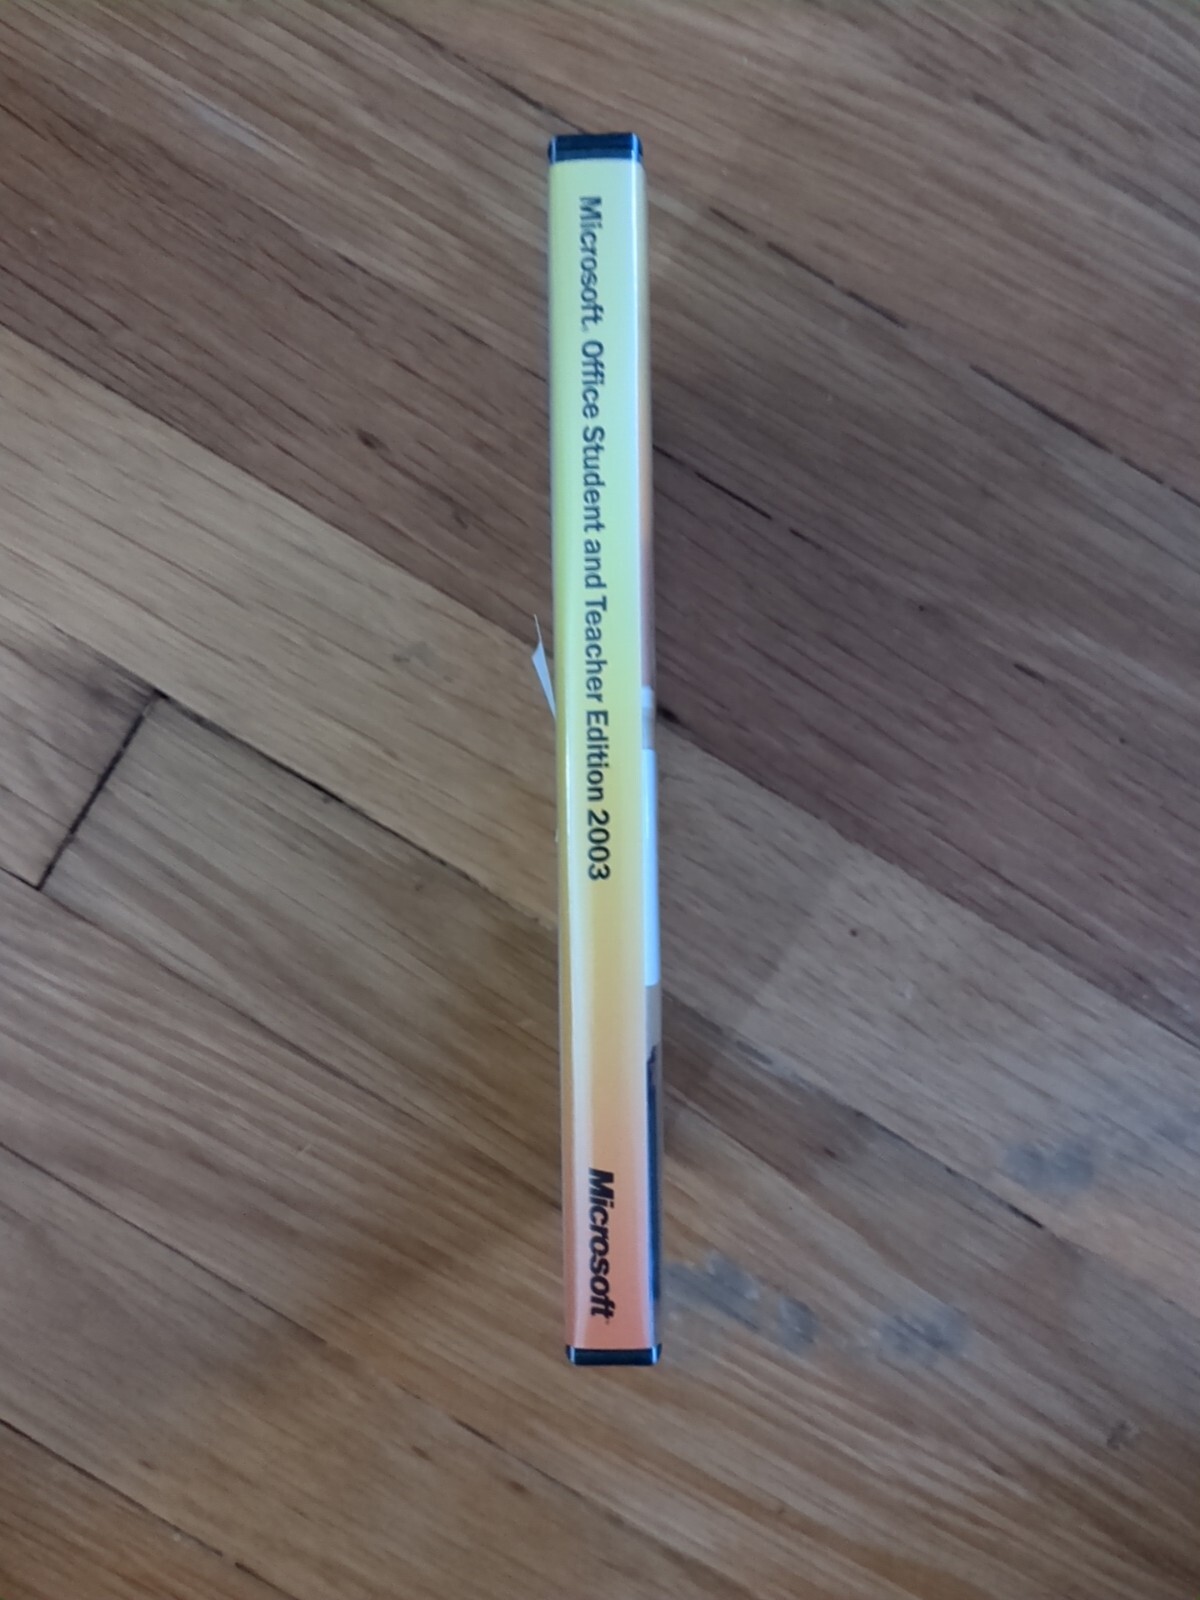 Microsoft® Office Student and Teacher Edition 2003
Microsoft